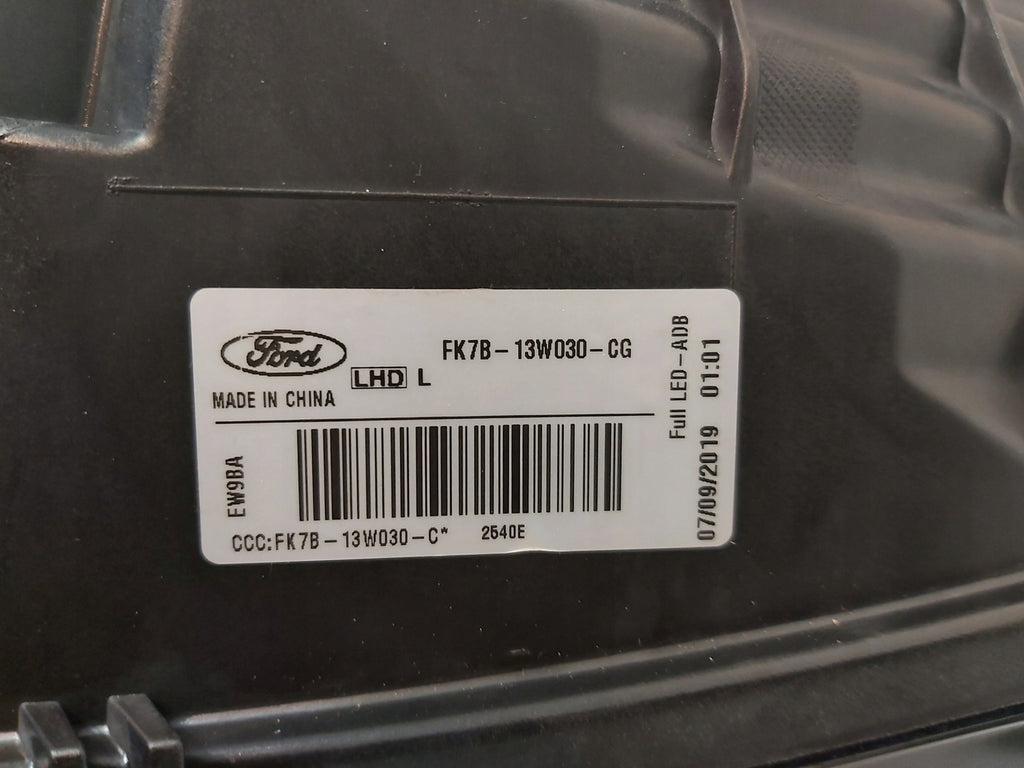 Ford
FK7B-13W030-CG
LHD L
MADE IN CHINA
EW9BA
CCC:FK7B-13W030-C* 2540E
Full LED-ADB
07/09/2019 01:01